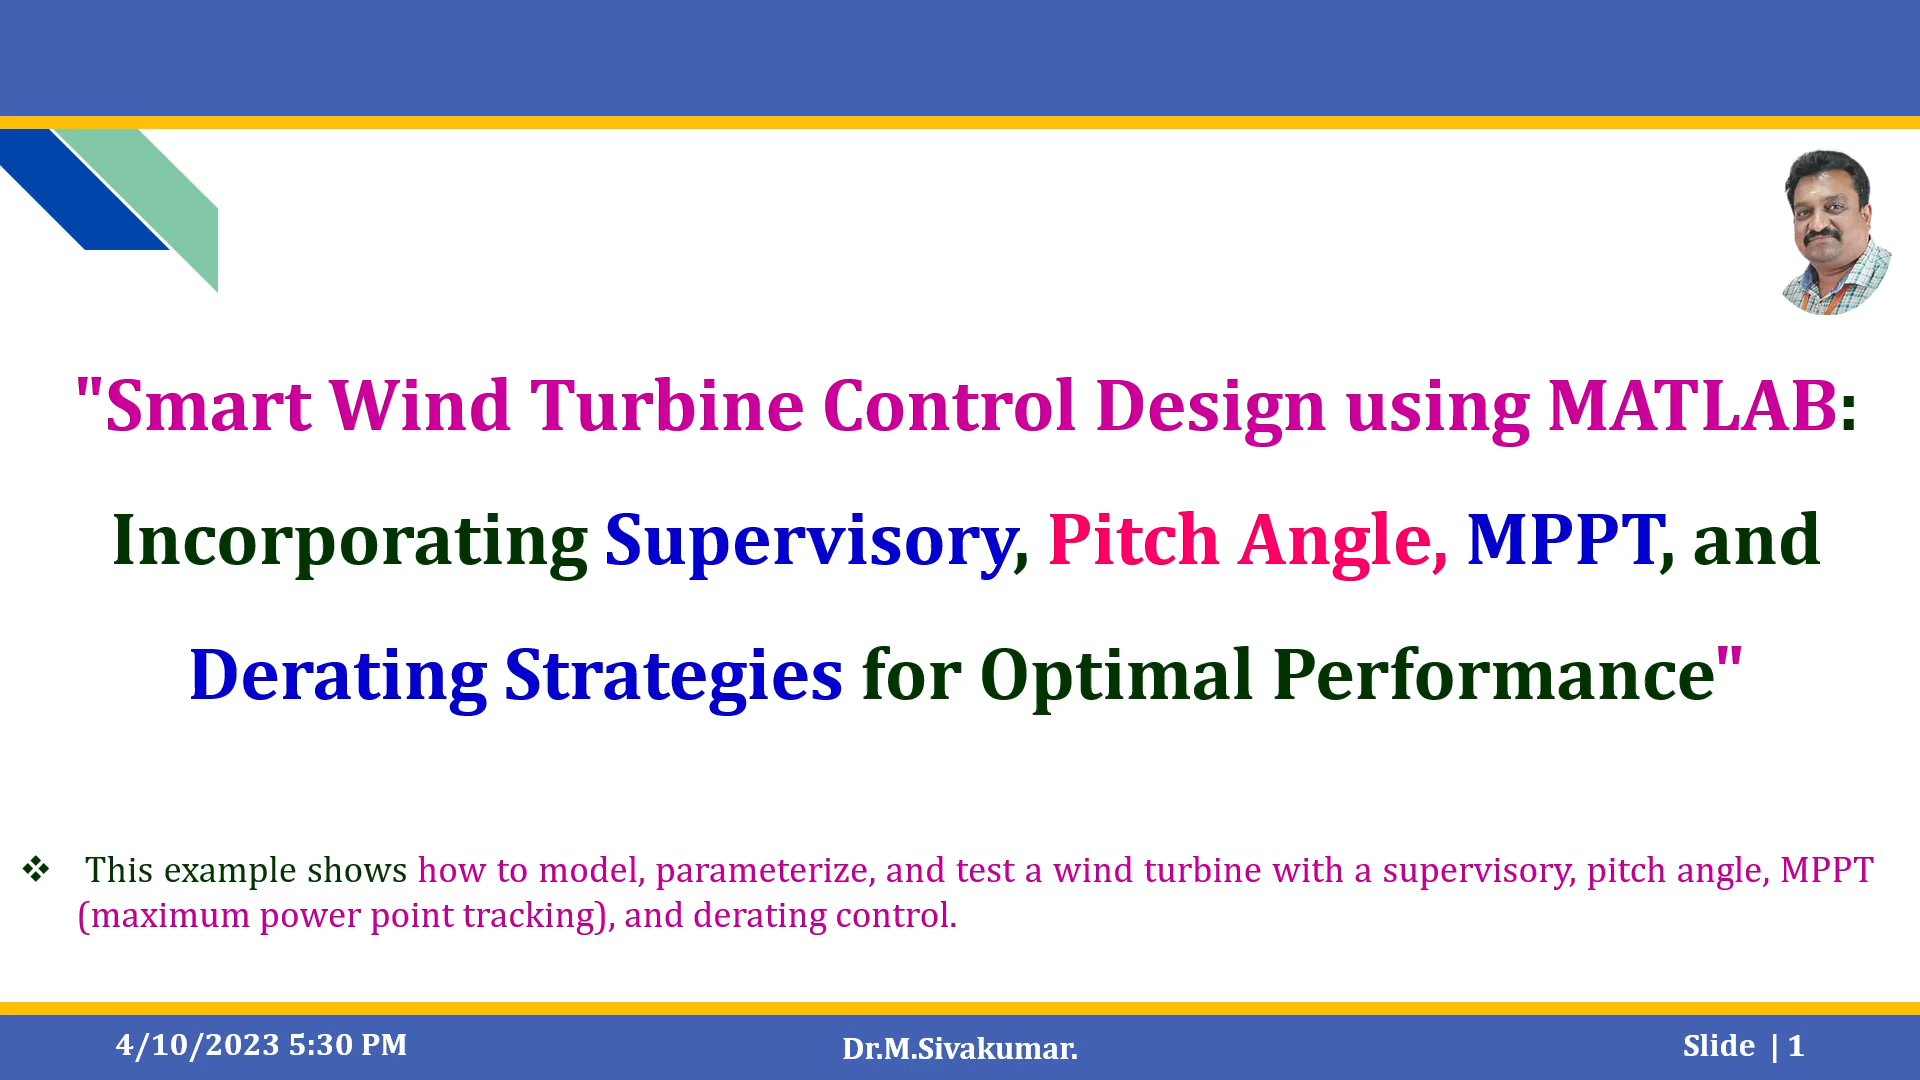 "Smart Wind Turbine Control Design using MATLAB:
Incorporating Supervisory, Pitch Angle, MPPT, and
Derating Strategies for Optimal Performance"
❖ This example shows how to model, parameterize, and test a wind turbine with a supervisory, pitch angle, MPPT
(maximum power point tracking), and derating control.
4/10/2023 5:30 PM
Dr.M.Sivakumar.
Slide | 1